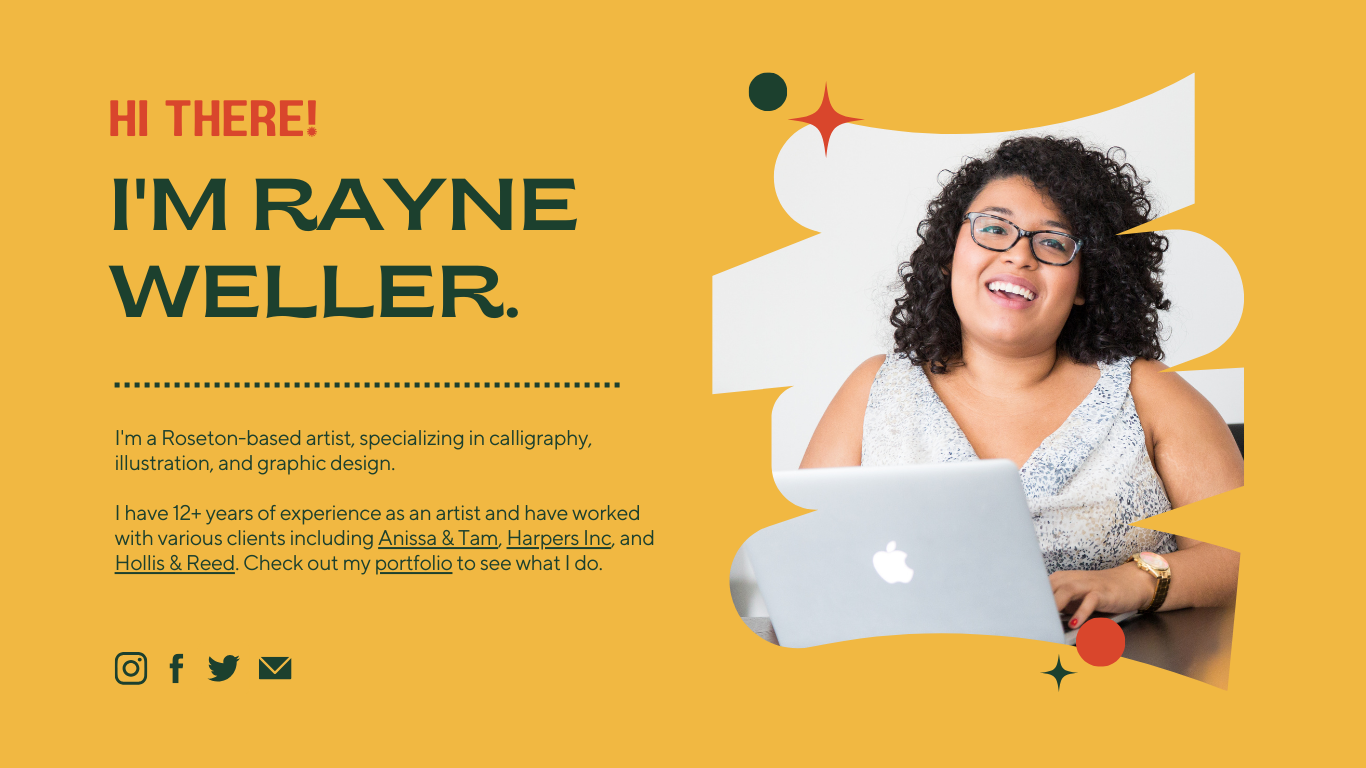 HI THERE!
I'M RAYNE
WELLER.
I'm a Roseton-based artist, specializing in calligraphy,
illustration, and graphic design.
I have 12+ years of experience as an artist and have worked
with various clients including Anissa & Tam, Harpers Inc, and
Hollis & Reed. Check out my portfolio to see what I do.